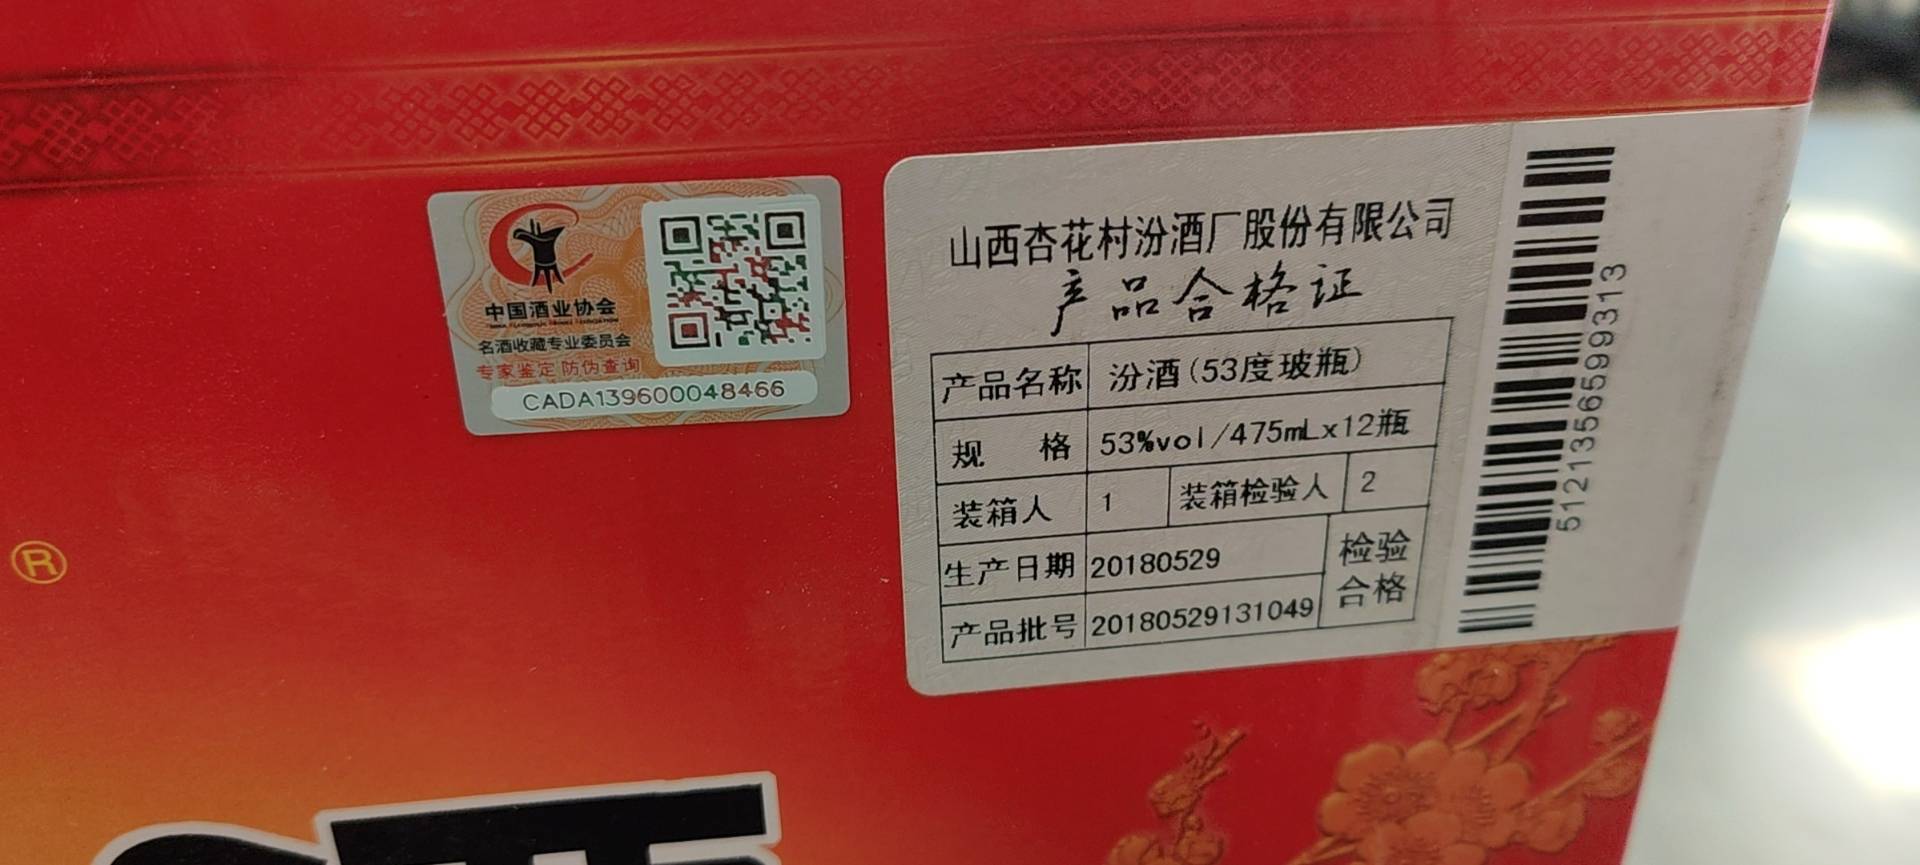 中国酒业协会
名酒收藏专业委员会
专家鉴定 防伪查询
CADA139600048466
山西杏花村汾酒厂股份有限公司
产品合格证
产品名称 汾酒(53度玻瓶)
规 格 53%vol/475mLx12瓶
装箱人 1 装箱检验人 2
生产日期 20180529
检验合格
产品批号 20180529131049
5121356599313
®